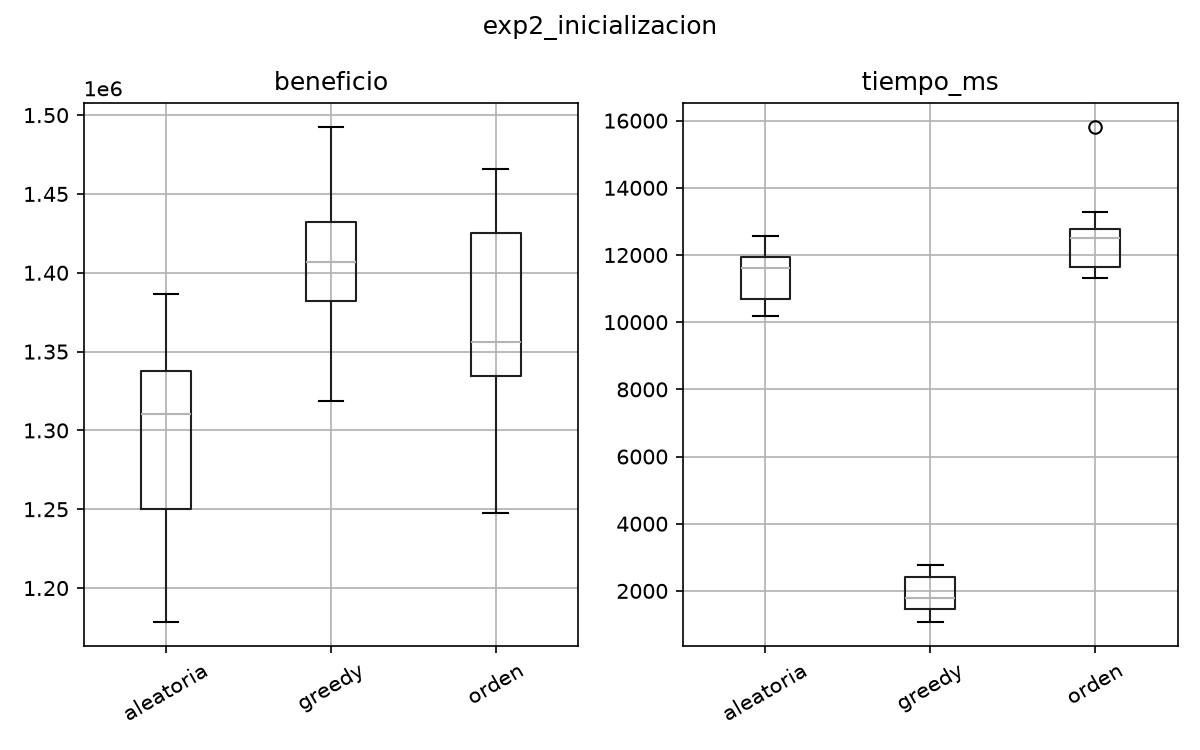 exp2_inicializacion
beneficio
1e6
1.50
1.45
1.40
1.35
1.30
1.25
1.20
aleatoria
greedy
orden
tiempo_ms
16000
14000
12000
10000
8000
6000
4000
2000
aleatoria
greedy
orden